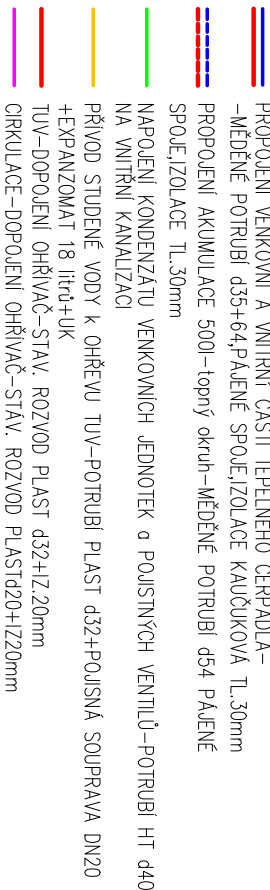 PROPOJENÍ VENKOVNÍ A VNITŘNÍ ČÁSTI TEPELNÉHO ČERPADLA-
-MĚDĚNÉ POTRUBÍ d35+64,PÁJENÉ SPOJE,IZOLACE KAUČUKOVÁ TL.30mm
PROPOJENÍ AKUMULACE 500l-topný okruh-MĚDĚNÉ POTRUBÍ d54 PÁJENÉ
SPOJE,IZOLACE TL.30mm
NAPOJENÍ KONDENZÁTU VENKOVNÍCH JEDNOTEK a POJISTNÝCH VENTILŮ-POTRUBÍ HT d40
NA VNITŘNÍ KANALIZACI
PŘÍVOD STUDENÉ VODY k OHŘEVU TUV-POTRUBÍ PLAST d32+POJISNÁ SOUPRAVA DN20
+EXPANZOMAT 18 litrů+UK
TUV-DOPOJENÍ OHŘÍVAČ-STAV. ROZVOD PLAST d32+IZ.20mm
CIRKULACE-DOPOJENÍ OHŘÍVAČ-STÁV. ROZVOD PLASTd20+IZ20mm